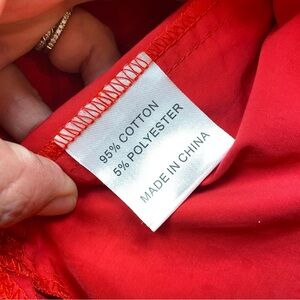 95% COTTON
5% POLYESTER
MADE IN CHINA